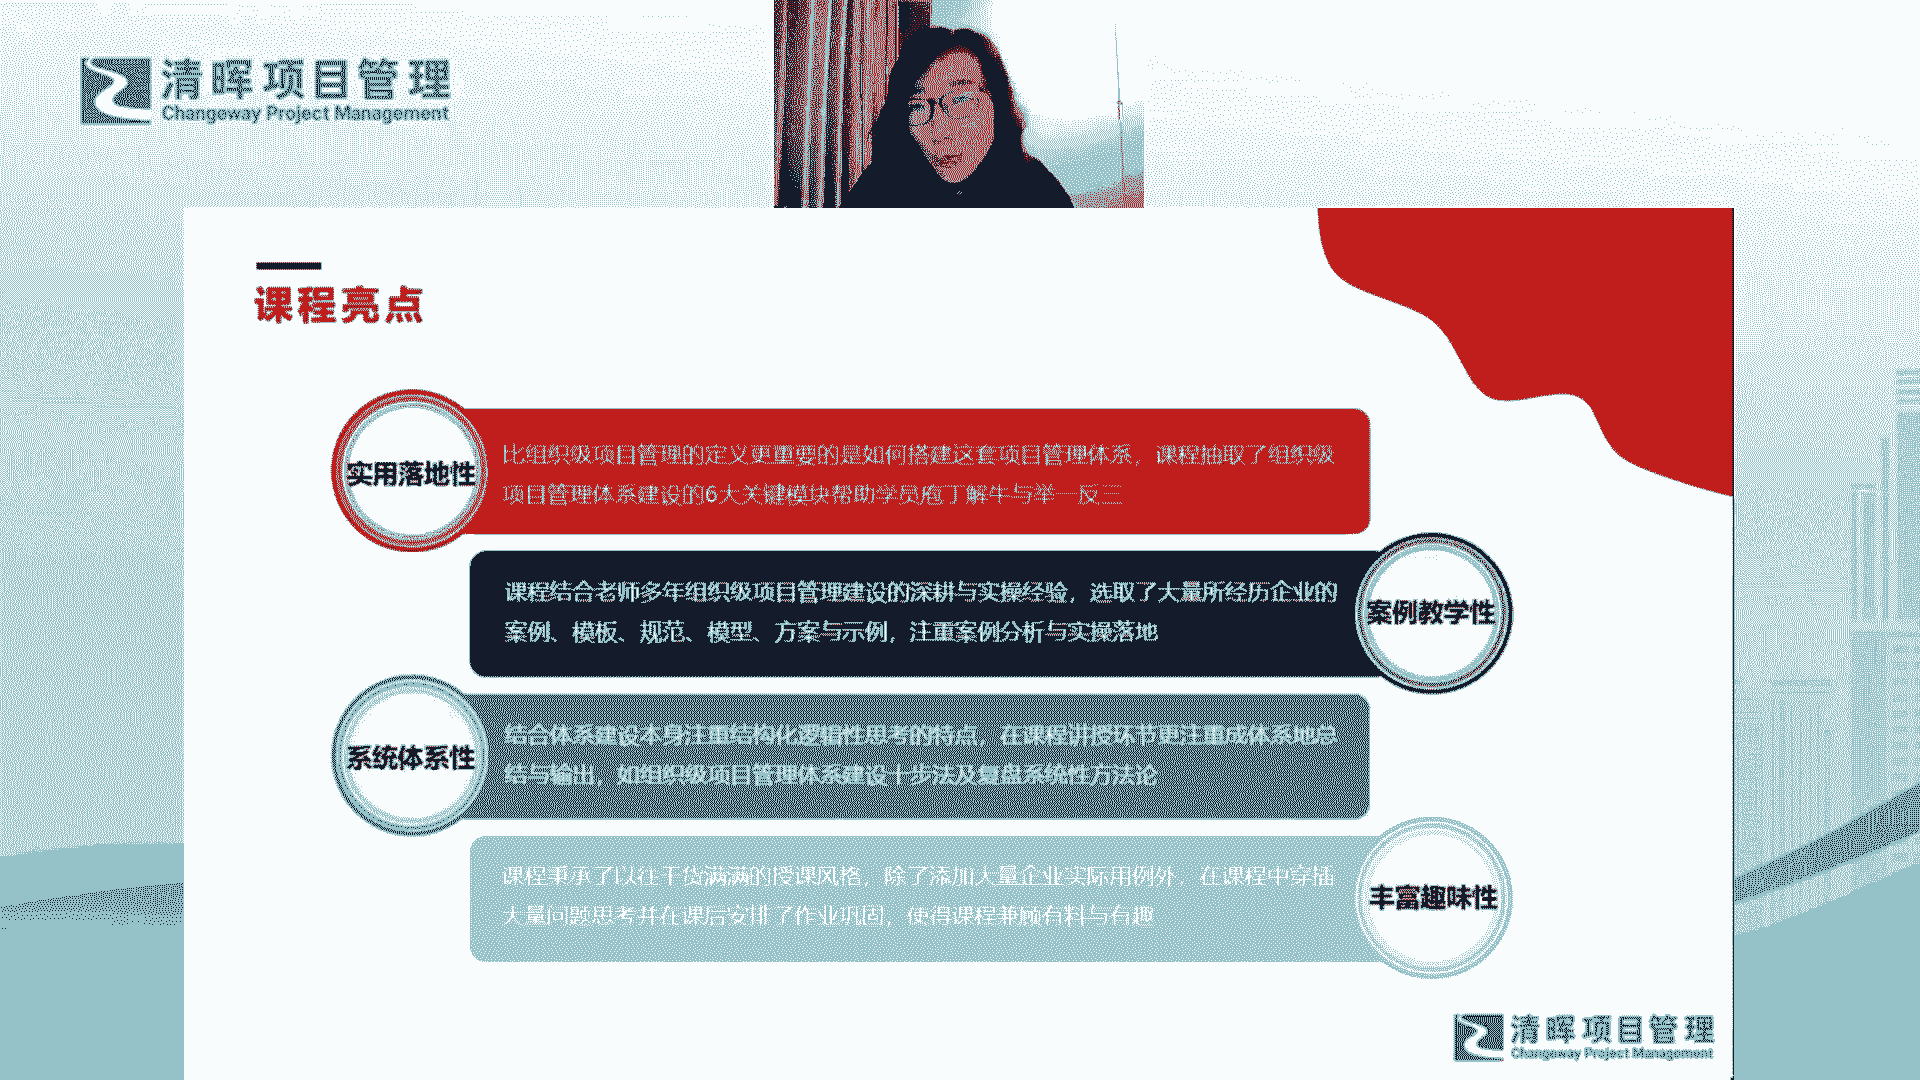 清晖项目管理
Changeway Project Management
课程亮点
实用落地性
比组织级项目管理的定义更重要的是如何搭建这套项目管理体系，课程抽取了组织级
项目管理体系建设的6大关键模块帮助学员庖丁解牛与举一反三
课程结合老师多年组织级项目管理建设的深耕与实操经验，选取了大量所经历企业的
案例、模板、规范、模型、方案与示例，注重案例分析与实操落地
案例教学性
系统体系性
结合体系建设本身注重结构化逻辑性思考的特点，在课程讲授环节更注重成体系地总
结与输出，如组织级项目管理体系建设十步法及复盘系统性方法论
课程秉承了以往干货满满的授课风格，除了添加大量企业实际用例外，在课程中穿插
大量问题思考并在课后安排了作业巩固，使得课程兼顾有料与有趣
丰富趣味性
清晖项目管理
Changeway Project Management